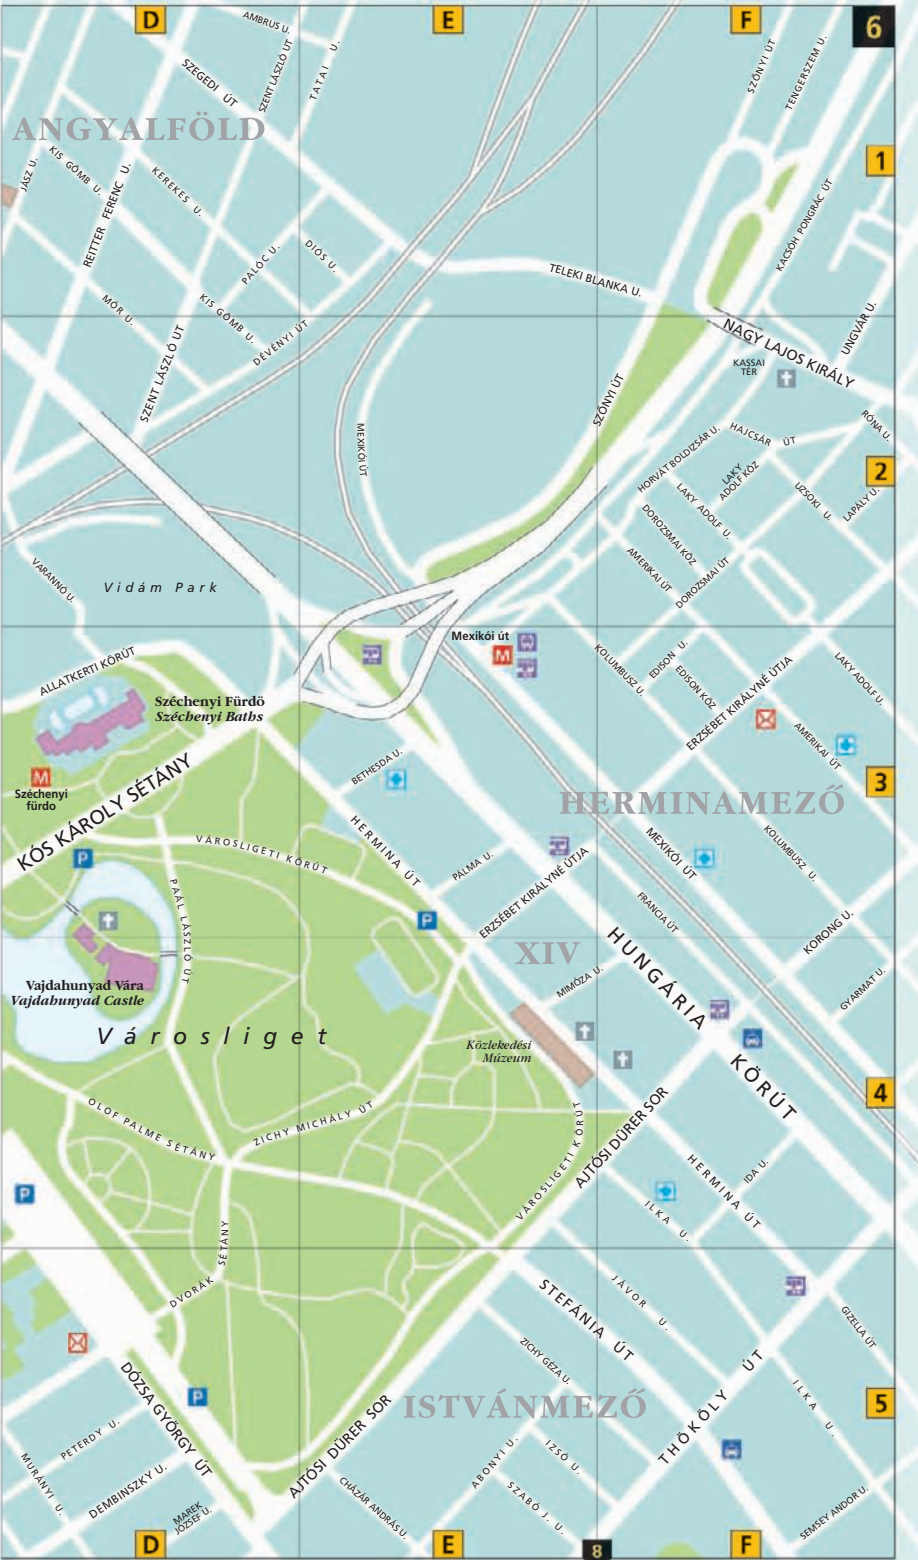 D
E
F
6
AMBRUS U.
SZEGEDI ÚT
SZENT LÁSZLÓ ÚT
TATAI U.
SZŐNYI ÚT
TENGERSZEM U.
ANGYALFÖLD
1
JÁSZ U.
KIS GÖMB U.
REITTER FERENC U.
KEREKES U.
KACSÓH PONGRÁC ÚT
PALÓC U.
DIÓS U.
TELEKI BLANKA U.
MÓR U.
KIS GÖMB U.
DÉVÉNYI ÚT
SZENT LÁSZLÓ ÚT
NAGY LAJOS KIRÁLY
UNGVÁR U.
KASSAI
TÉR
SZŐNYI ÚT
MEXIKÓI ÚT
RÓNA U.
HORVÁT BOLDIZSÁR U.
HAJCSÁR ÚT
2
LAKY
ADOLF KÖZ
LAKY ADOLF U.
UZSOKI U.
LAPÁLY U.
DOROZSMAI KÖZ
AMERIKAI ÚT
DOROZSMAI ÚT
VARANNÓ U.
Vidám Park
Mexikói út
M
KOLUMBUSZ U.
EDISON U.
EDISON KÖZ
ERZSÉBET KIRÁLYNÉ ÚTJA
LAKY ADOLF U.
ALLATKERTI KÖRÚT
Széchenyi Fürdö
Széchenyi Baths
AMERIKAI ÚT
M
Széchenyi
fürdo
KÓS KÁROLY SÉTÁNY
BETHESDA U.
3
HERMINAMEZŐ
HERMINA ÚT
VÁROSLIGETI KÖRÚT
P
PÁLMA U.
MEXIKÓI ÚT
KOLUMBUSZ U.
PAÁL LÁSZLÓ ÚT
ERZSÉBET KIRÁLYNÉ ÚTJA
FRANCIA ÚT
P
KORONG U.
XIV
HUNGÁRIA
KÖRÚT
MIMÓZA U.
GYARMAT U.
Vajdahunyad Vára
Vajdahunyad Castle
Városliget
Közlekedési
Múzeum
4
OLOF PALME SÉTÁNY
ZICHY MICHÁLY ÚT
VÁROSLIGETI KÖRÚT
AJTÓSI DÜRER SOR
HERMINA ÚT
IDA U.
P
ILKA U.
DVORÁK SÉTÁNY
STEFÁNIA ÚT
JÁVOR U.
GIZELLA ÚT
ZICHY GÉZA U.
THÖKÖLY ÚT
ILKA U.
DÓZSA GYÖRGY ÚT
P
ISTVÁNMEZŐ
5
AJTÓSI DÜRER SOR
PETERDY U.
MURÁNYI U.
DEMBINSZKY U.
MAREK
JÓZSEF U.
CHÁZÁR ANDRÁS U.
ABONYI U.
IZSÓ U.
SZABÓ J. U.
SEMSEY ANDOR U.
D
E
8
F